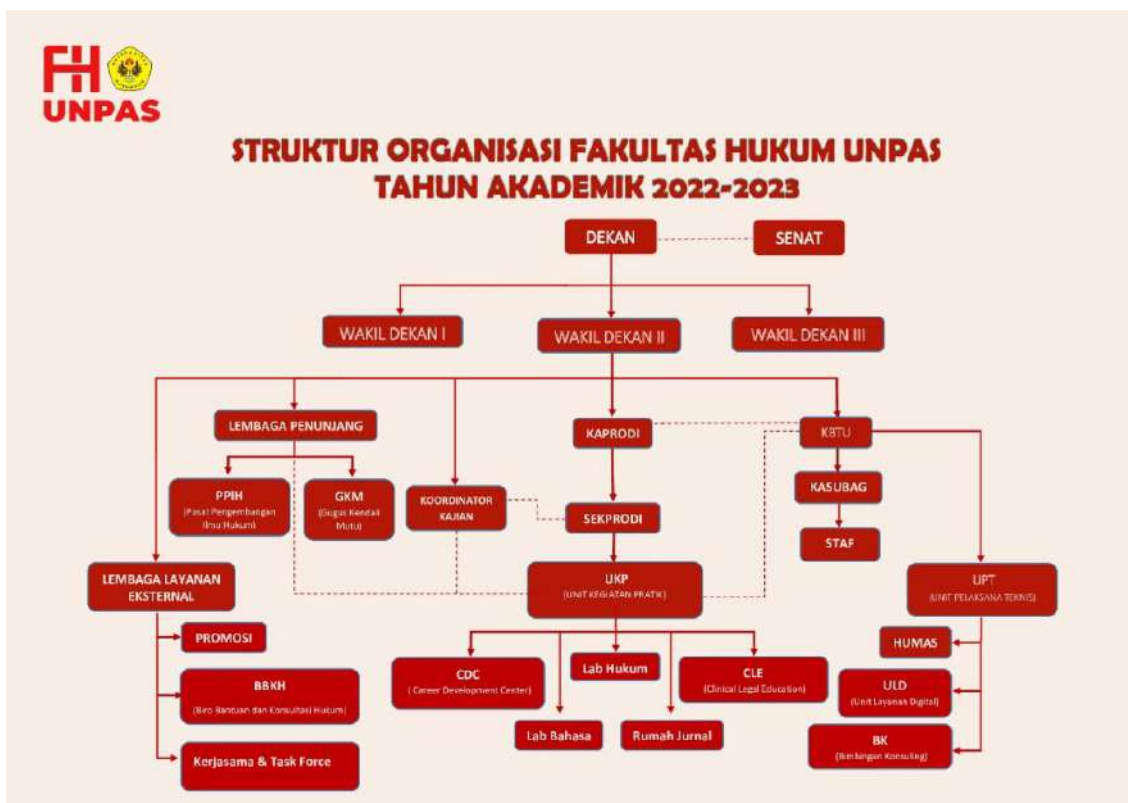 FH
UNPAS
STRUKTUR ORGANISASI FAKULTAS HUKUM UNPAS
TAHUN AKADEMIK 2022-2023
DEKAN
SENAT
WAKIL DEKAN I
WAKIL DEKAN II
WAKIL DEKAN III
LEMBAGA PENUNJANG
KAPRODI
KBTU
PPIH
(Pusat Pengembangan
Ilmu Hukum)
GKM
(Gugus Kendali
Mutu)
KOORDINATOR
KAJIAN
SEKPRODI
KASUBAG
STAF
LEMBAGA LAYANAN
EKSTERNAL
UKP
(UNIT KEGIATAN PRATIK)
UPT
(UNIT PELAKSANA TEKNIS)
PROMOSI
BBKH
(Biro Bantuan dan Konsultasi Hukum)
Kerjasama & Task Force
CDC
( Career Development Center)
Lab Hukum
CLE
(Clinical Legal Education)
Lab Bahasa
Rumah Jurnal
HUMAS
ULD
(Unit Layanan Digital)
BK
(Bimbingan Konsuling)